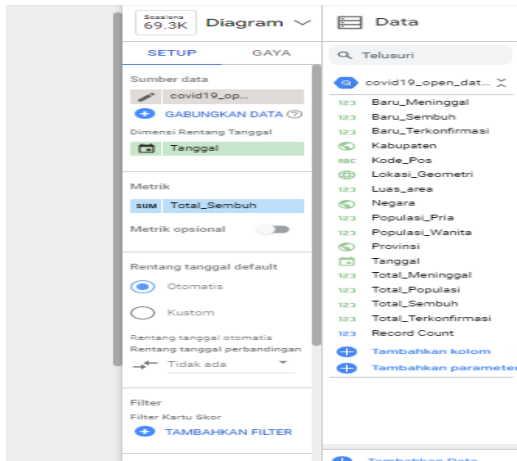 Sessions
69.3K
Diagram
SETUP
GAYA
Sumber data
covid19_op...
GABUNGKAN DATA
Dimensi Rentang Tanggal
Tanggal
Metrik
SUM Total_Sembuh
Metrik opsional
Rentang tanggal default
Otomatis
Kustom
Rentang tanggal otomatis
Rentang tanggal perbandingan
Tidak ada
Filter
Filter Kartu Skor
TAMBAHKAN FILTER
Data
Telusuri
covid19_open_dat...
123 Baru_Meninggal
123 Baru_Sembuh
123 Baru_Terkonfirmasi
Kabupaten
RBC Kode_Pos
Lokasi_Geometri
123 Luas_area
Negara
123 Populasi_Pria
123 Populasi_Wanita
Provinsi
Tanggal
123 Total_Meninggal
123 Total_Populasi
123 Total_Sembuh
123 Total_Terkonfirmasi
123 Record Count
Tambahkan kolom
Tambahkan parameter
Tambahkan Data